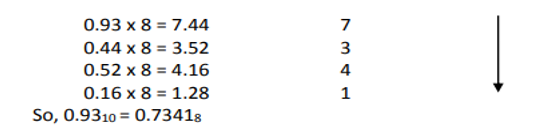 0.93 x 8 = 7.44 7
0.44 x 8 = 3.52 3
0.52 x 8 = 4.16 4
0.16 x 8 = 1.28 1
So, 0.93₁₀ = 0.7341₈